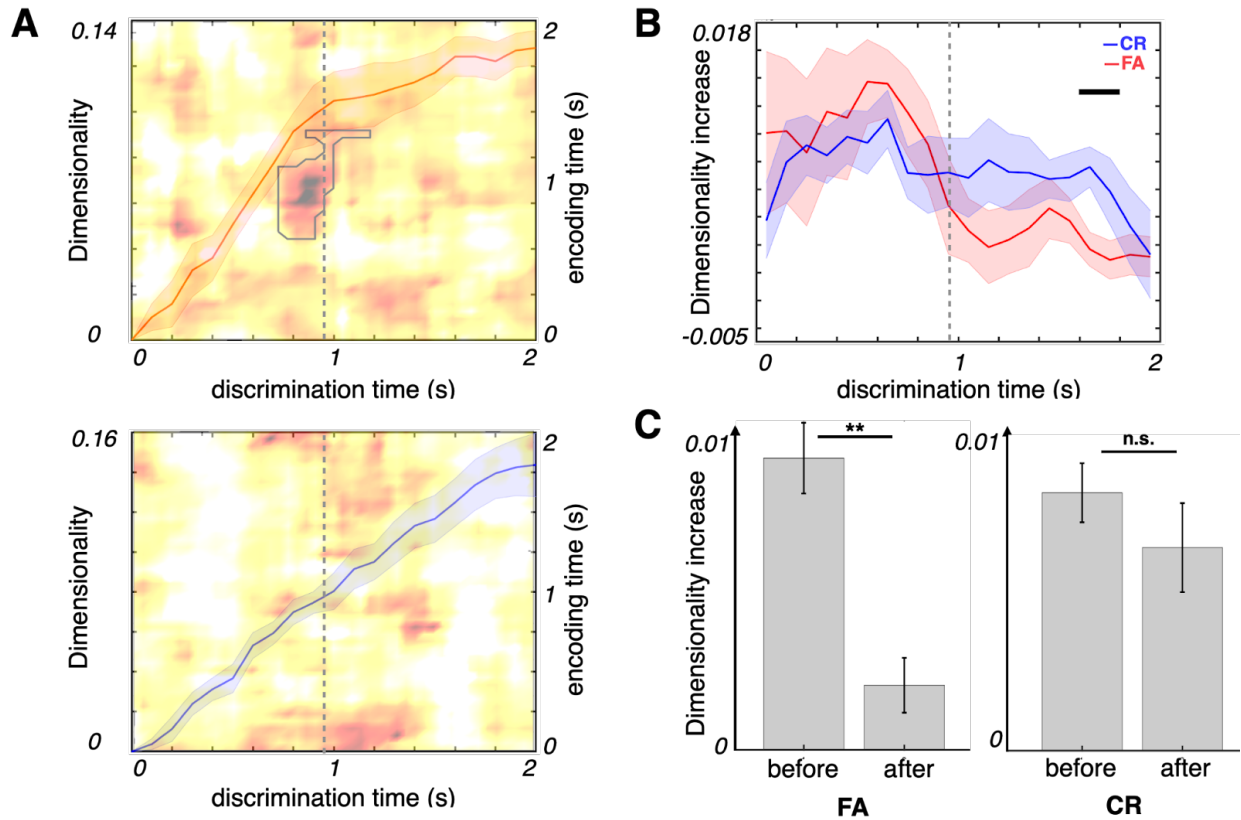 A
0.14
Dimensionality
0
2
encoding time (s)
1
0
0
1
2
discrimination time (s)
0.16
Dimensionality
0
2
encoding time (s)
1
0
0
1
2
discrimination time (s)
B
0.018
Dimensionality increase
-0.005
CR
FA
0
1
2
discrimination time (s)
C
0.01
Dimensionality increase
0
**
before
after
FA
0.01
0
n.s.
before
after
CR